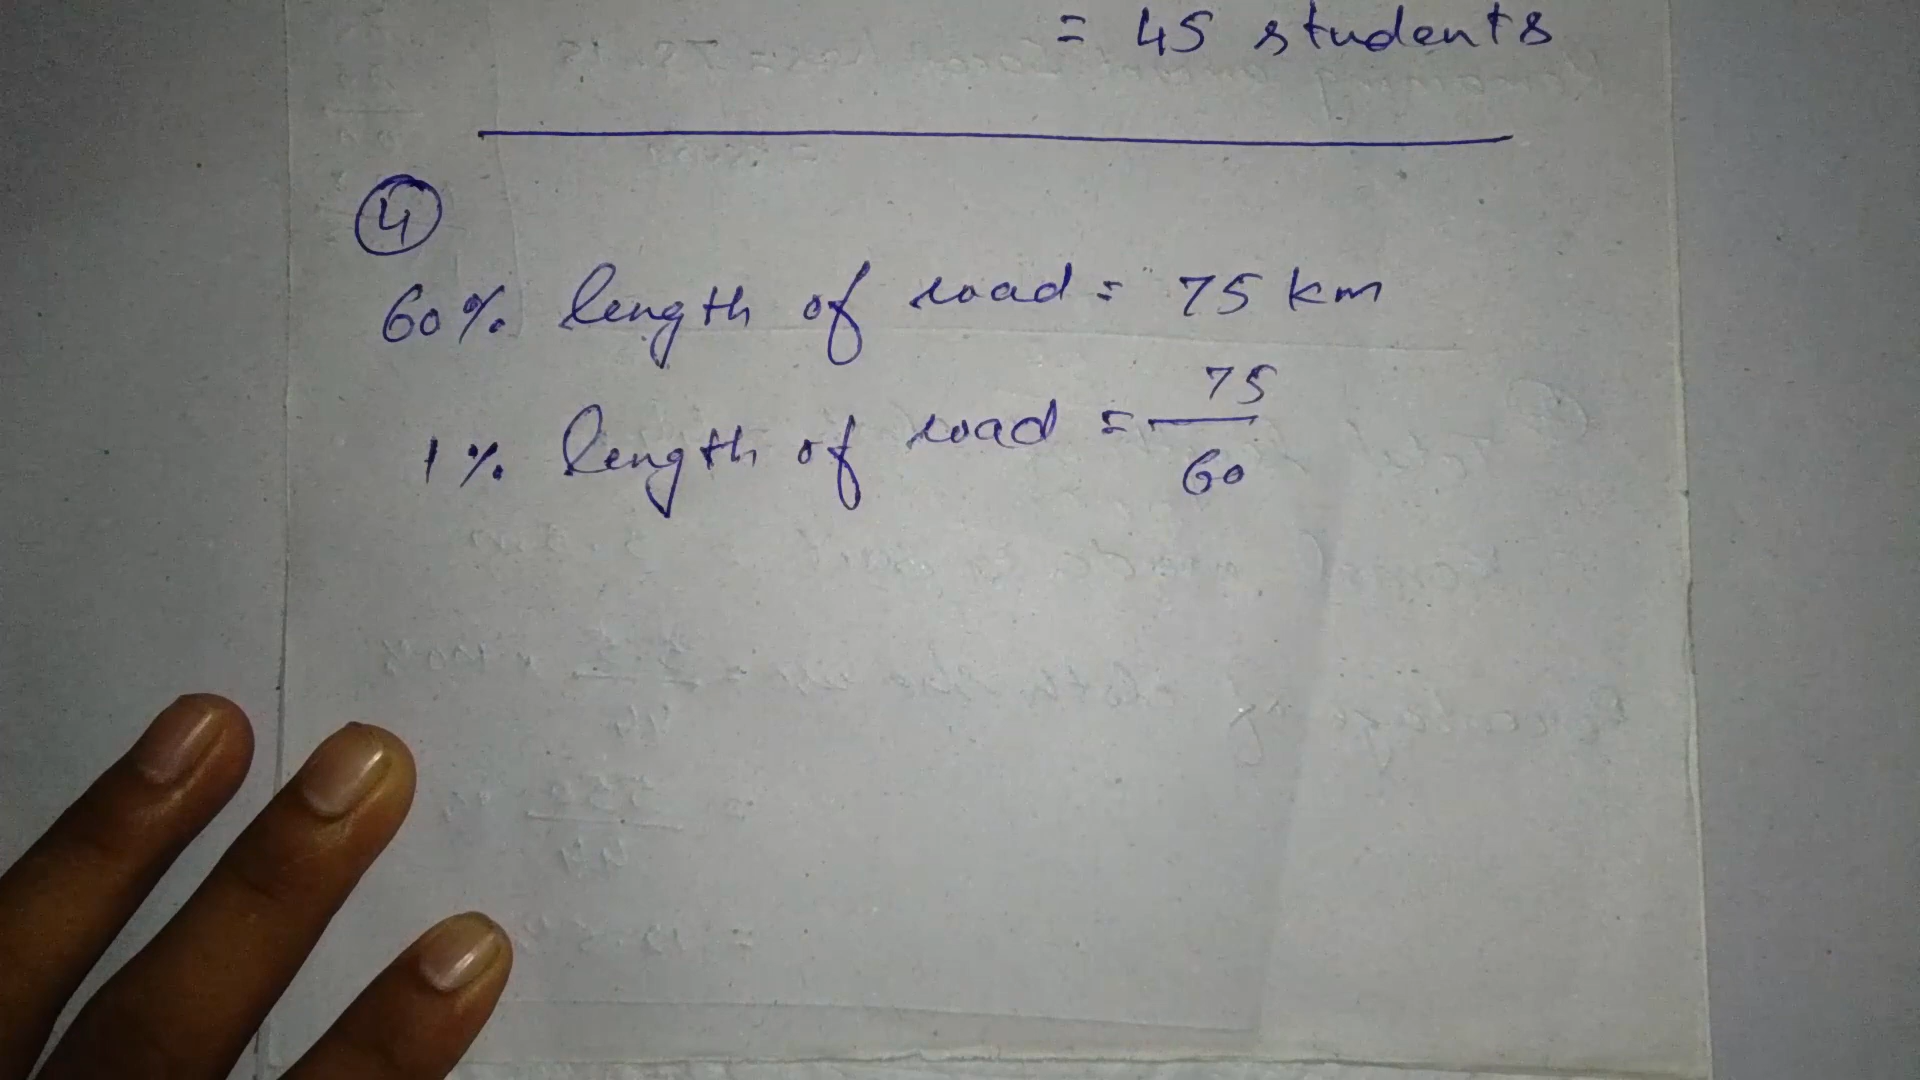 = 45 students
4
60% length of road = 75 km
1% length of road = 75/60